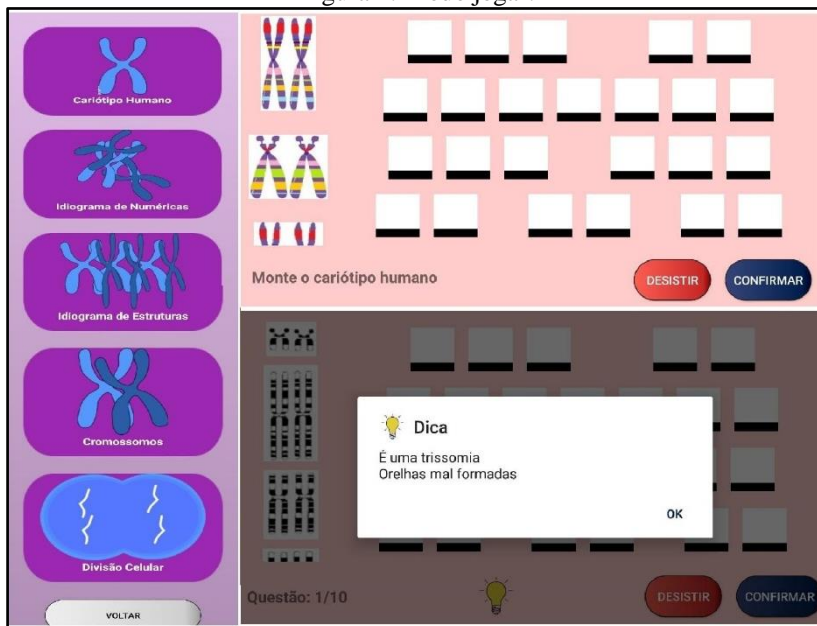 Cariótipo Humano
Idiograma de Numéricas
Idiograma de Estruturas
Cromossomos
Divisão Celular
VOLTAR
Monte o cariótipo humano
DESISTIR
CONFIRMAR
Dica
É uma trissomia
Orelhas mal formadas
OK
Questão: 1/10
DESISTIR
CONFIRMAR